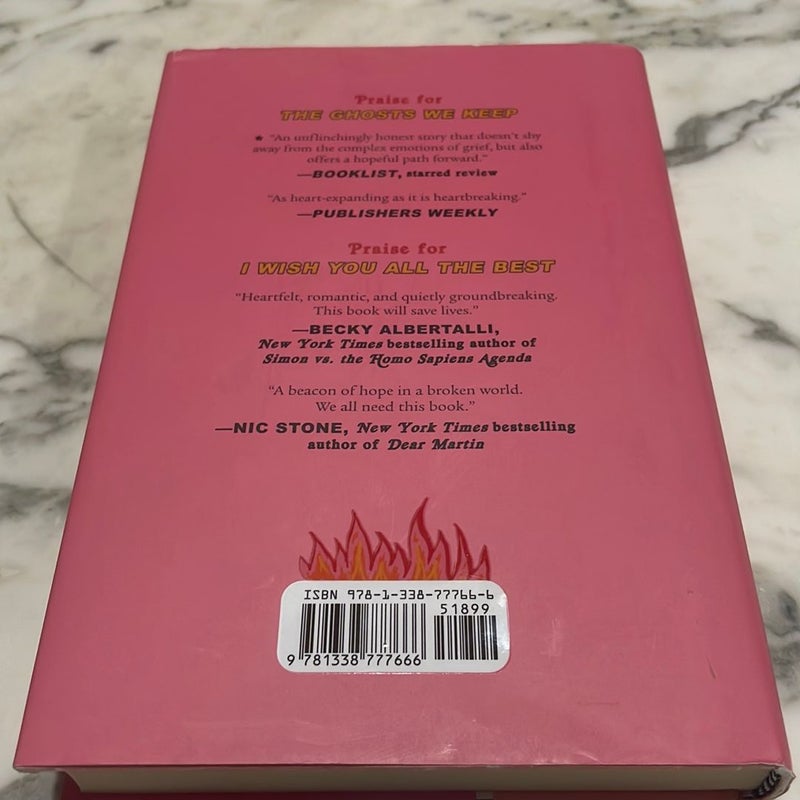 Praise for
THE GHOSTS WE KEEP
★ “An unflinchingly honest story that doesn't shy
away from the complex emotions of grief, but also
offers a hopeful path forward.”
—BOOKLIST, starred review
“As heart-expanding as it is heartbreaking.”
—PUBLISHERS WEEKLY
Praise for
I WISH YOU ALL THE BEST
“Heartfelt, romantic, and quietly groundbreaking.
This book will save lives.”
—BECKY ALBERTALLI,
New York Times bestselling author of
Simon vs. the Homo Sapiens Agenda
“A beacon of hope in a broken world.
We all need this book.”
—NIC STONE, New York Times bestselling
author of Dear Martin
ISBN 978-1-338-77766-6
51899
9 781338 777666